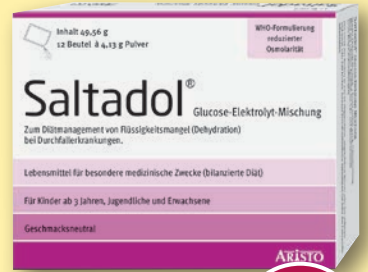 Inhalt 49,56 g
12 Beutel à 4,13 g Pulver
WHO-Formulierung
reduzierter
Osmolarität
Saltadol® Glucose-Elektrolyt-Mischung
Zum Diätmanagement von Flüssigkeitsmangel (Dehydration)
bei Durchfallerkrankungen.
Lebensmittel für besondere medizinische Zwecke (bilanzierte Diät)
Für Kinder ab 3 Jahren, Jugendliche und Erwachsene
Geschmacksneutral
ARISTO